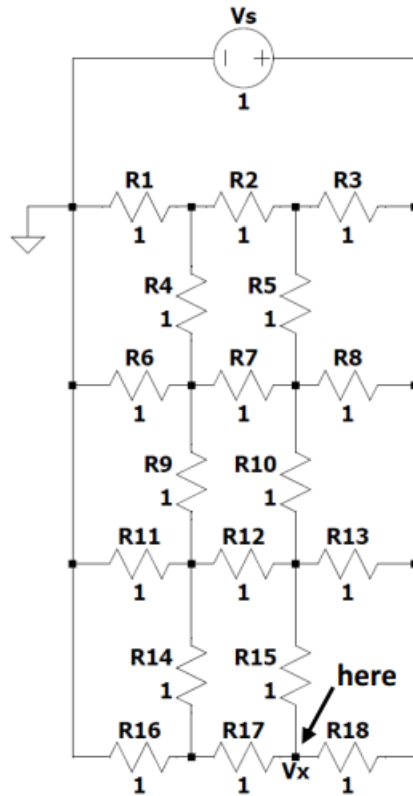 Vs
1
R1 R2 R3
1 1 1
R4 R5
1 1
R6 R7 R8
1 1 1
R9 R10
1 1
R11 R12 R13
1 1 1
R14 R15 here
1 1
R16 R17 Vx R18
1 1 1